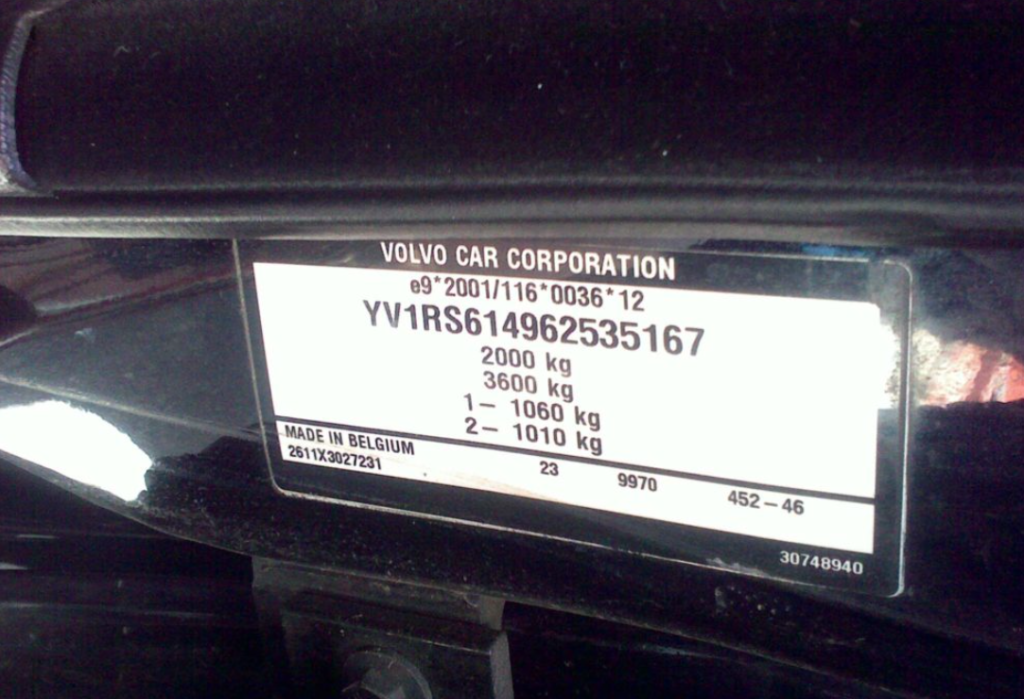 VOLVO CAR CORPORATION
e9*2001/116*0036*12
YV1RS614962535167
2000 kg
3600 kg
1– 1060 kg
2– 1010 kg
MADE IN BELGIUM
2611X3027231 23 9970 452–46
30748940